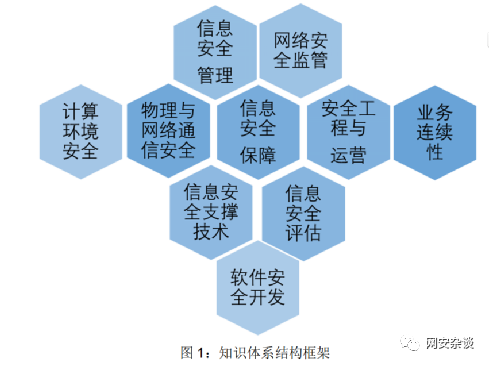 信息
安全
管理
网络安
全监管
计算
环境
安全
物理与
网络通
信安全
信息
安全
保障
安全工
程与
运营
业务
连续
性
信息安
全支撑
技术
信息
安全
评估
软件安
全开发
网安杂谈
图 1：知识体系结构框架